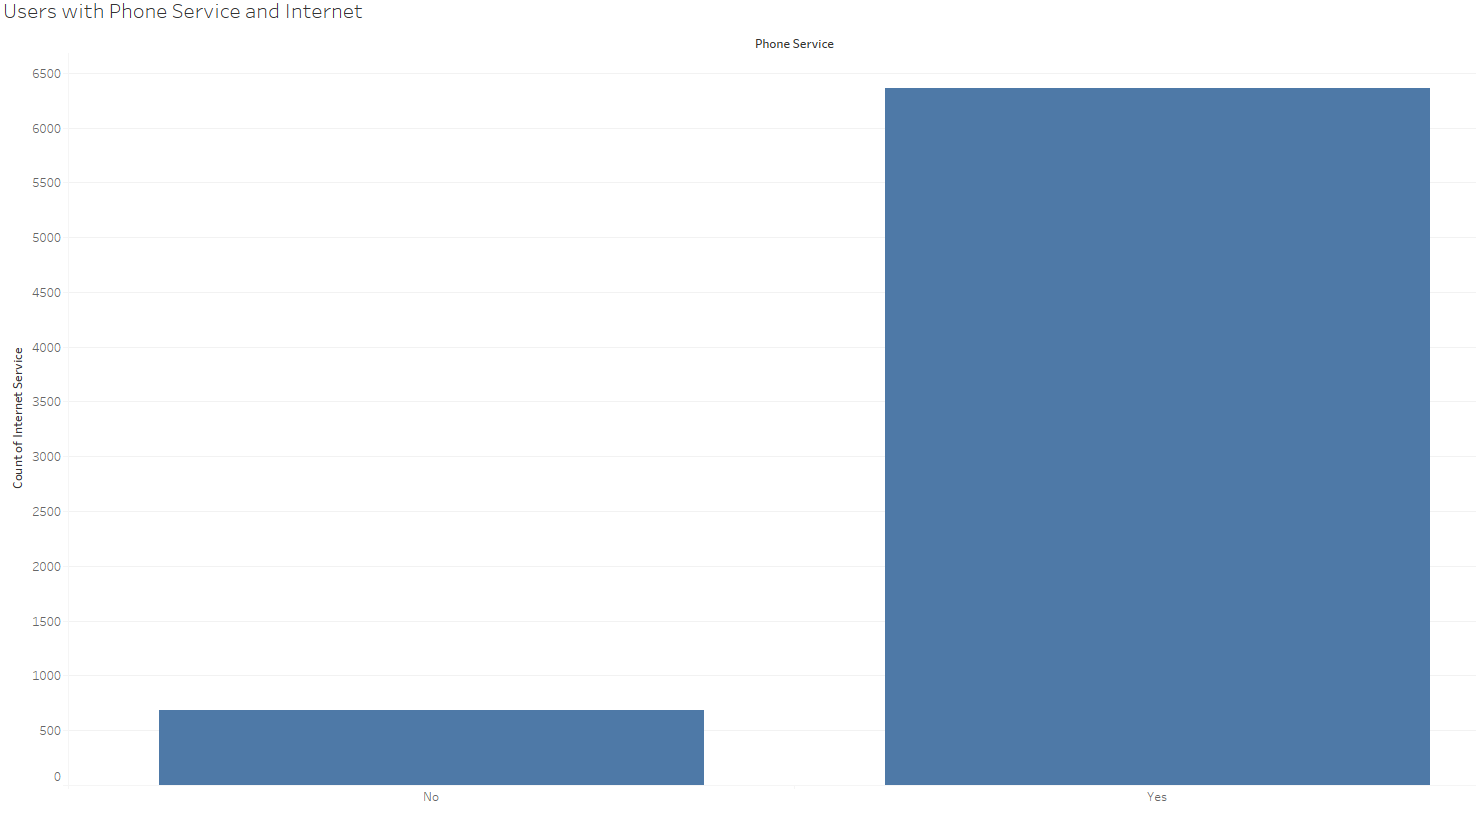 Users with Phone Service and Internet
Phone Service
6500
6000
5500
5000
4500
4000
3500
3000
2500
2000
1500
1000
500
0
Count of Internet Service
No
Yes